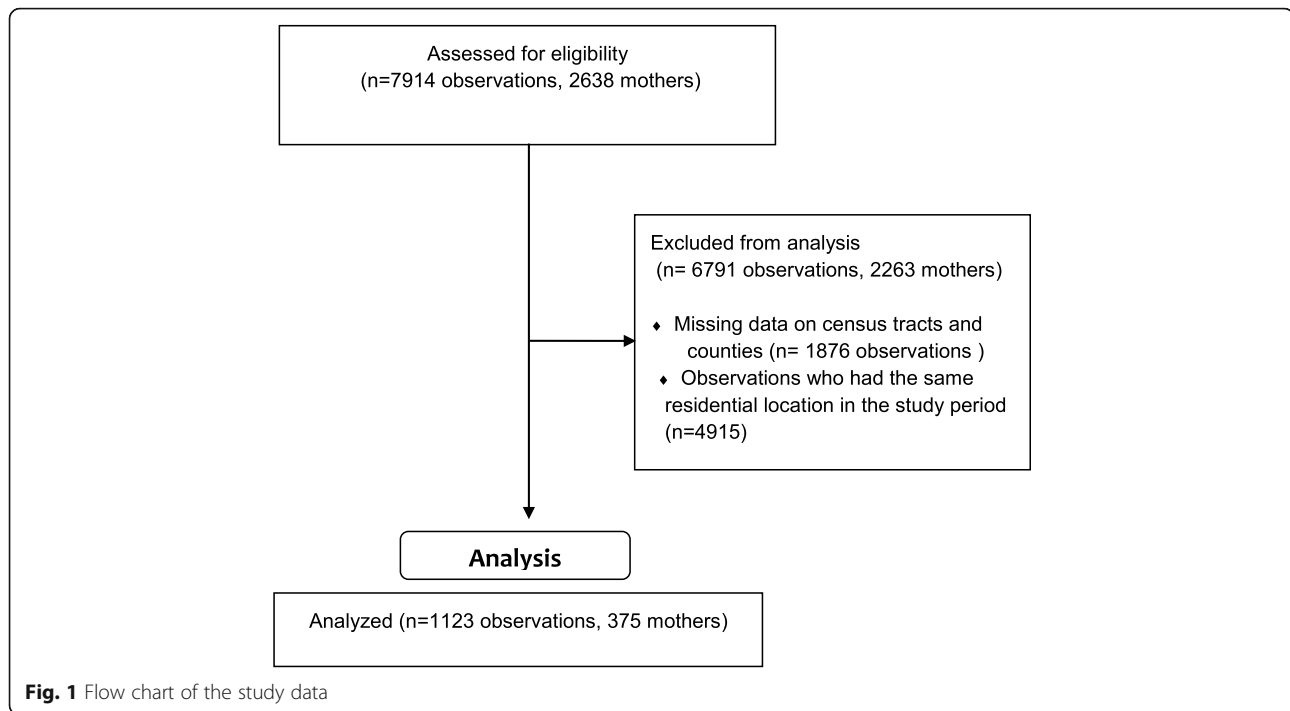 Assessed for eligibility
(n=7914 observations, 2638 mothers)
Excluded from analysis
(n= 6791 observations, 2263 mothers)
♦ Missing data on census tracts and
counties (n= 1876 observations )
♦ Observations who had the same
residential location in the study period
(n=4915)
Analysis
Analyzed (n=1123 observations, 375 mothers)
Fig. 1 Flow chart of the study data